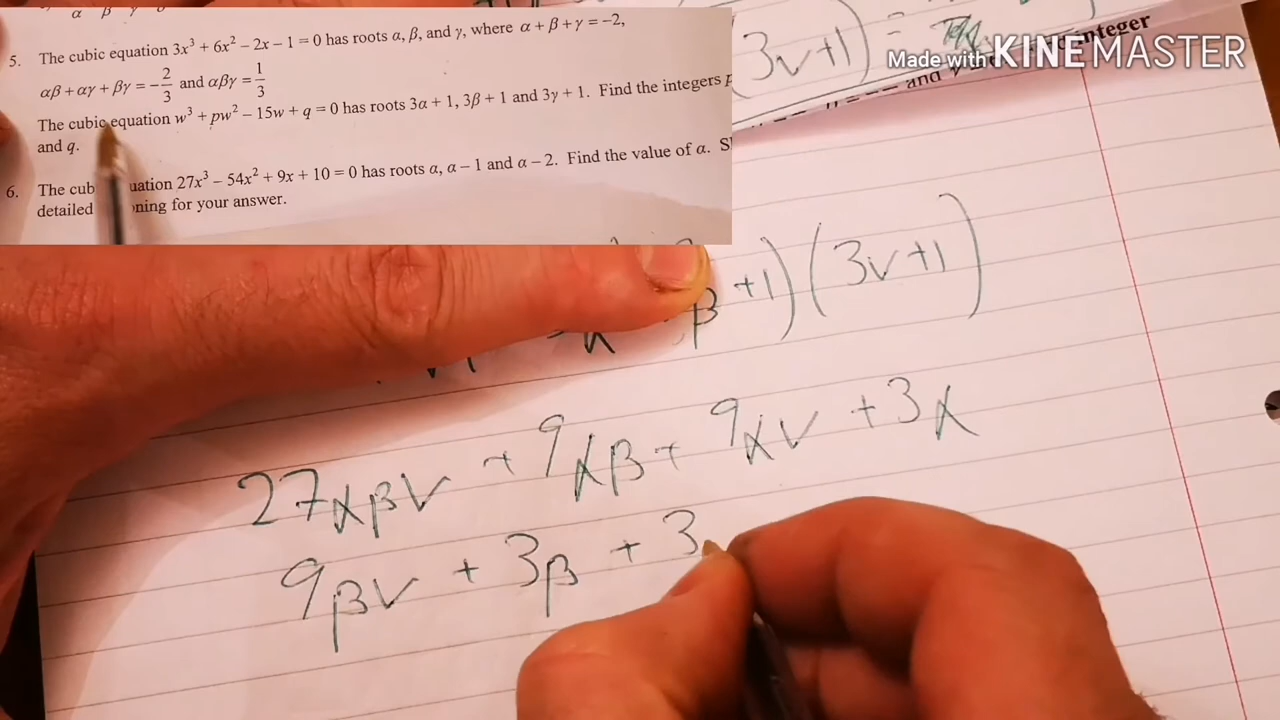 α β γ
5. The cubic equation 3x³ + 6x² − 2x − 1 = 0 has roots α, β, and γ, where α + β + γ = −2,
αβ + αγ + βγ = −2/3 and αβγ = 1/3
The cubic equation w³ + pw² − 15w + q = 0 has roots 3α + 1, 3β + 1 and 3γ + 1. Find the integers p
and q.
6. The cub uation 27x³ − 54x² + 9x + 10 = 0 has roots α, α − 1 and α − 2. Find the value of α. S
detailed ning for your answer.
(3γ+1) =
Made with KINEMASTER
and integer
β +1)(3γ+1)
27αβγ + 9αβ + 9αγ + 3α
9βγ + 3β + 3